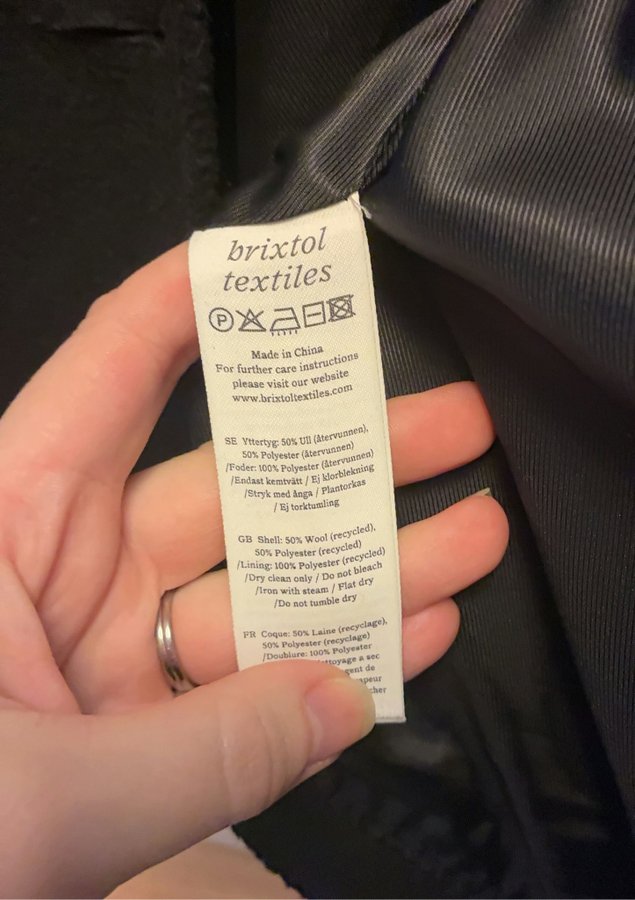 brixtol
textiles
P
Made in China
For further care instructions
please visit our website
www.brixtoltextiles.com
SE Yttertyg: 50% Ull (återvunnen),
50% Polyester (återvunnen)
/Foder: 100% Polyester (återvunnen)
/Endast kemtvätt / Ej klorblekning
/Stryk med ånga / Plantorkas
/ Ej torktumling
GB Shell: 50% Wool (recycled),
50% Polyester (recycled)
/Lining: 100% Polyester (recycled)
/Dry clean only / Do not bleach
/Iron with steam / Flat dry
/Do not tumble dry
FR Coque: 50% Laine (recyclage),
50% Polyester (recyclage)
/Doublure: 100% Polyester
a sec
de